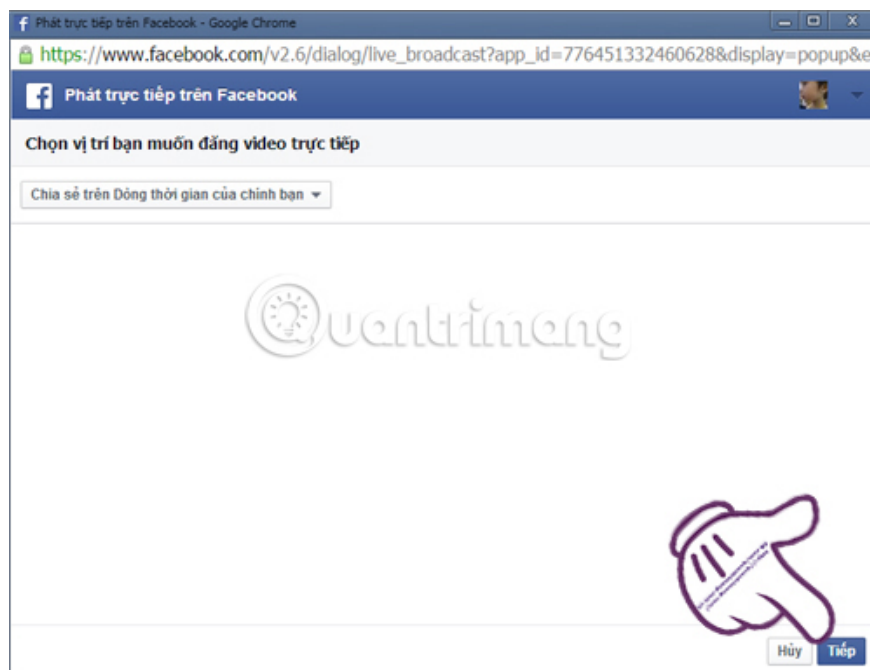 Phát trực tiếp trên Facebook - Google Chrome
https://www.facebook.com/v2.6/dialog/live_broadcast?app_id=776451332460628&display=popup&e
Phát trực tiếp trên Facebook
Chọn vị trí bạn muốn đăng video trực tiếp
Chia sẻ trên Dòng thời gian của chính bạn
Quantrimang
Hủy Tiếp